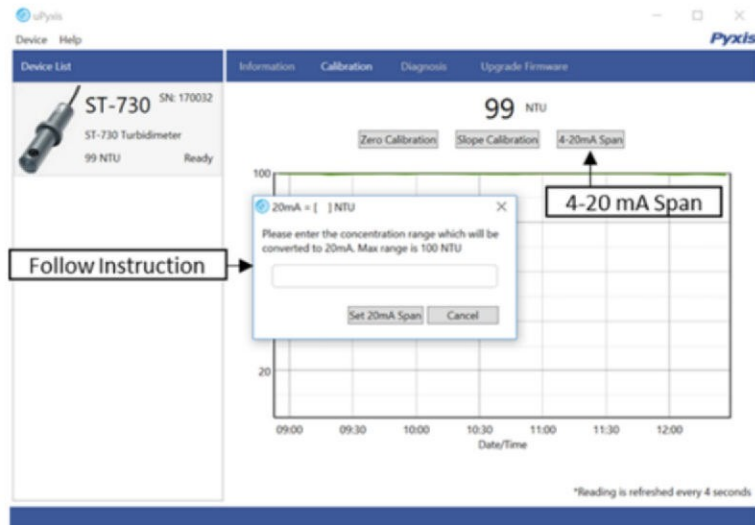 uPyxis
Device Help
Pyxis
Device List
Information Calibration Diagnosis Upgrade Firmware
ST-730 SN: 170032
ST-730 Turbidimeter
99 NTU Ready
99 NTU
Zero Calibration Slope Calibration 4-20mA Span
4-20 mA Span
100
20mA = [ ] NTU
Please enter the concentration range which will be
converted to 20mA. Max range is 100 NTU
Follow Instruction
Set 20mA Span Cancel
20
09:00 09:30 10:00 10:30 11:00 11:30 12:00
Date/Time
*Reading is refreshed every 4 seconds